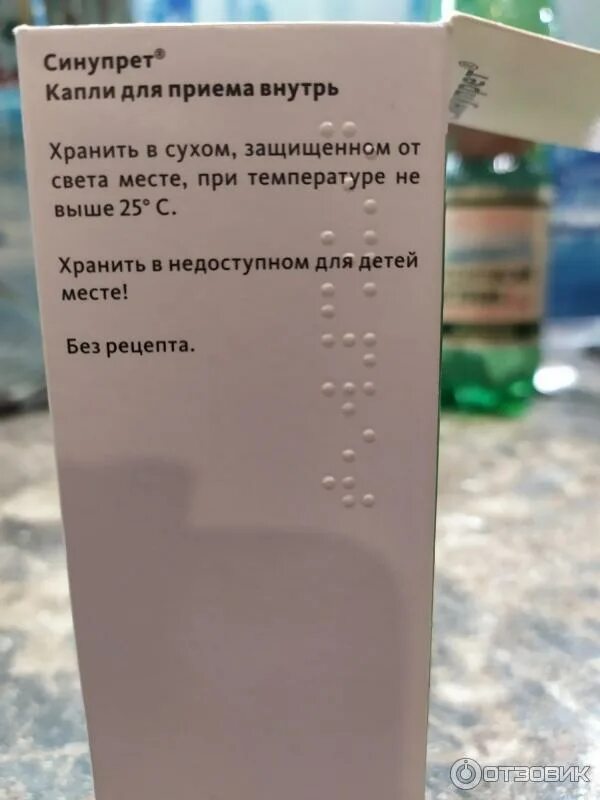 Синупрет®
Капли для приема внутрь
Хранить в сухом, защищенном от
света месте, при температуре не
выше 25° С.
Хранить в недоступном для детей
месте!
Без рецепта.
ОТЗОВИК